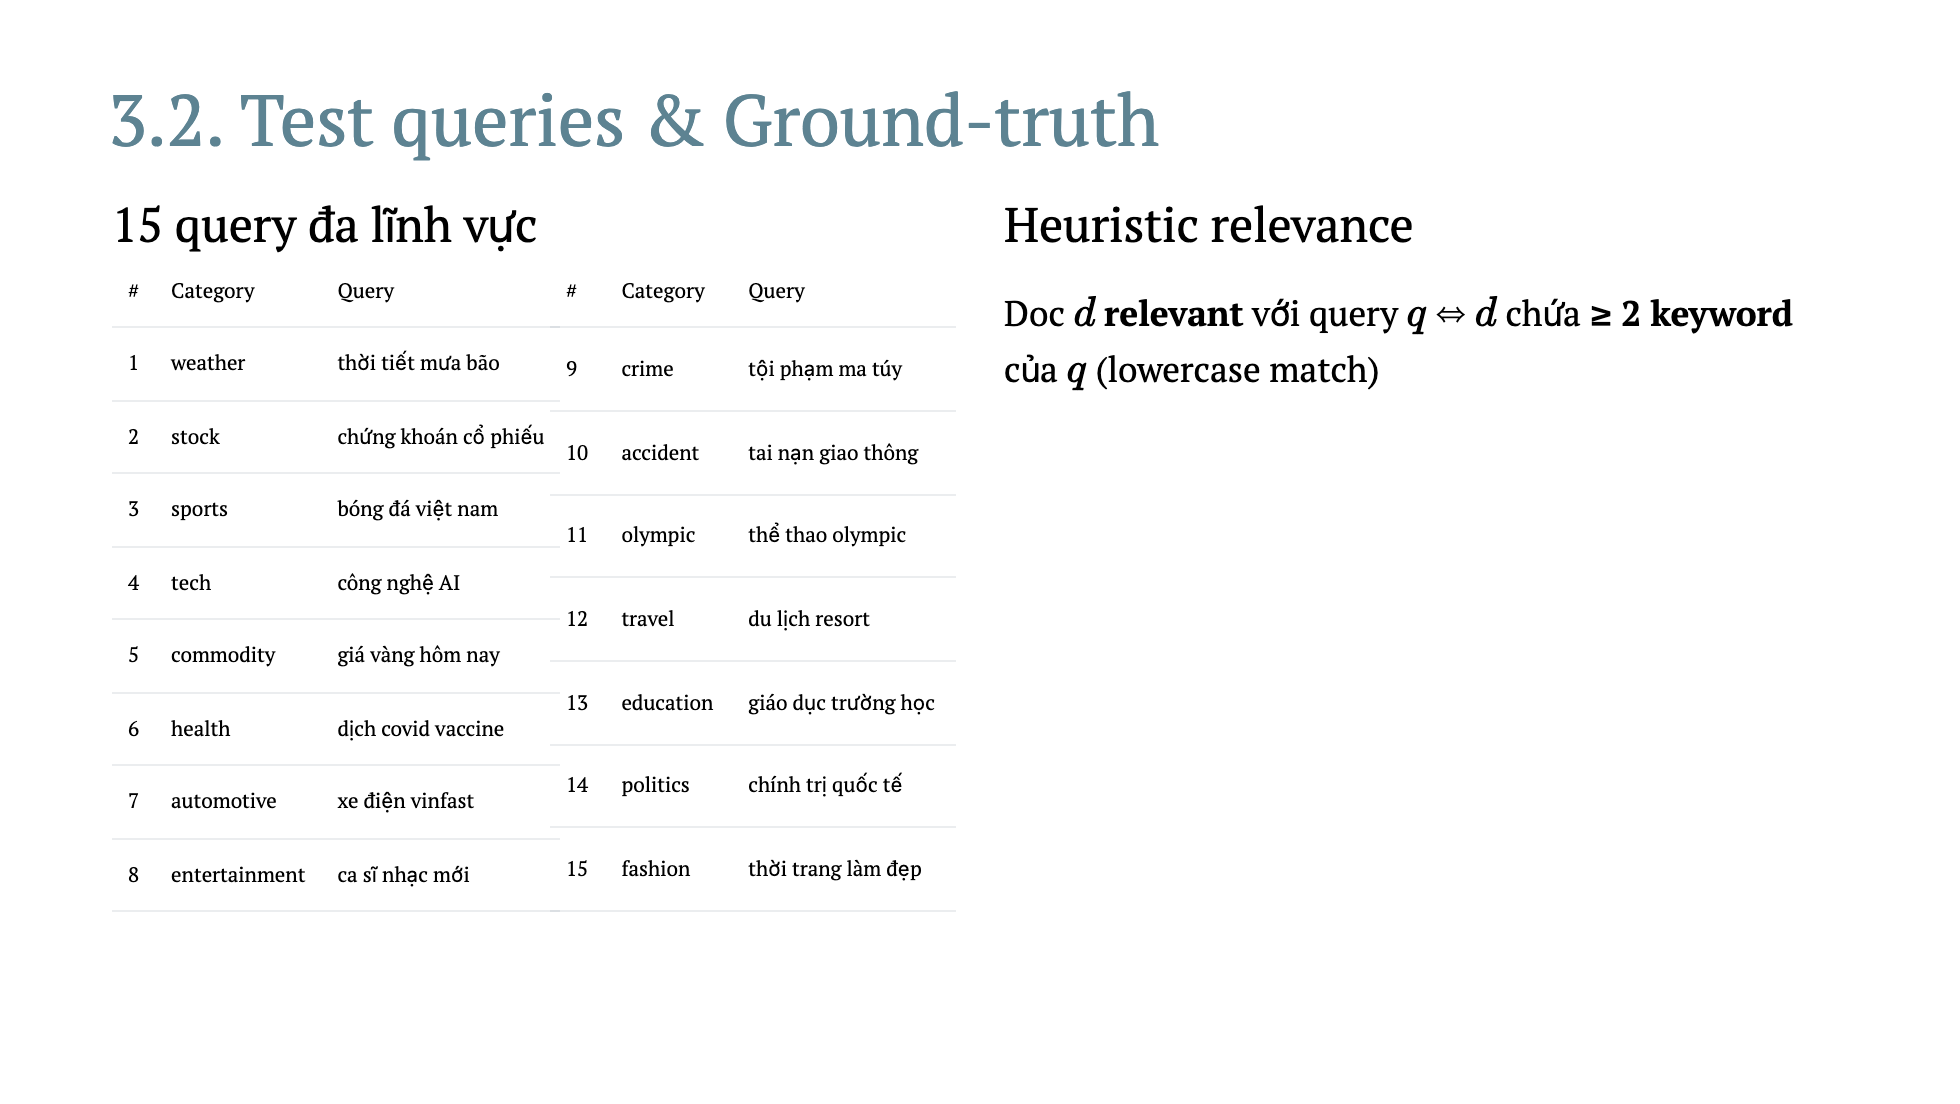 3.2. Test queries & Ground-truth
15 query đa lĩnh vực
# Category Query
1 weather thời tiết mưa bão
2 stock chứng khoán cổ phiếu
3 sports bóng đá việt nam
4 tech công nghệ AI
5 commodity giá vàng hôm nay
6 health dịch covid vaccine
7 automotive xe điện vinfast
8 entertainment ca sĩ nhạc mới
# Category Query
9 crime tội phạm ma túy
10 accident tai nạn giao thông
11 olympic thể thao olympic
12 travel du lịch resort
13 education giáo dục trường học
14 politics chính trị quốc tế
15 fashion thời trang làm đẹp
Heuristic relevance
Doc d relevant với query q ⇔ d chứa ≥ 2 keyword
của q (lowercase match)